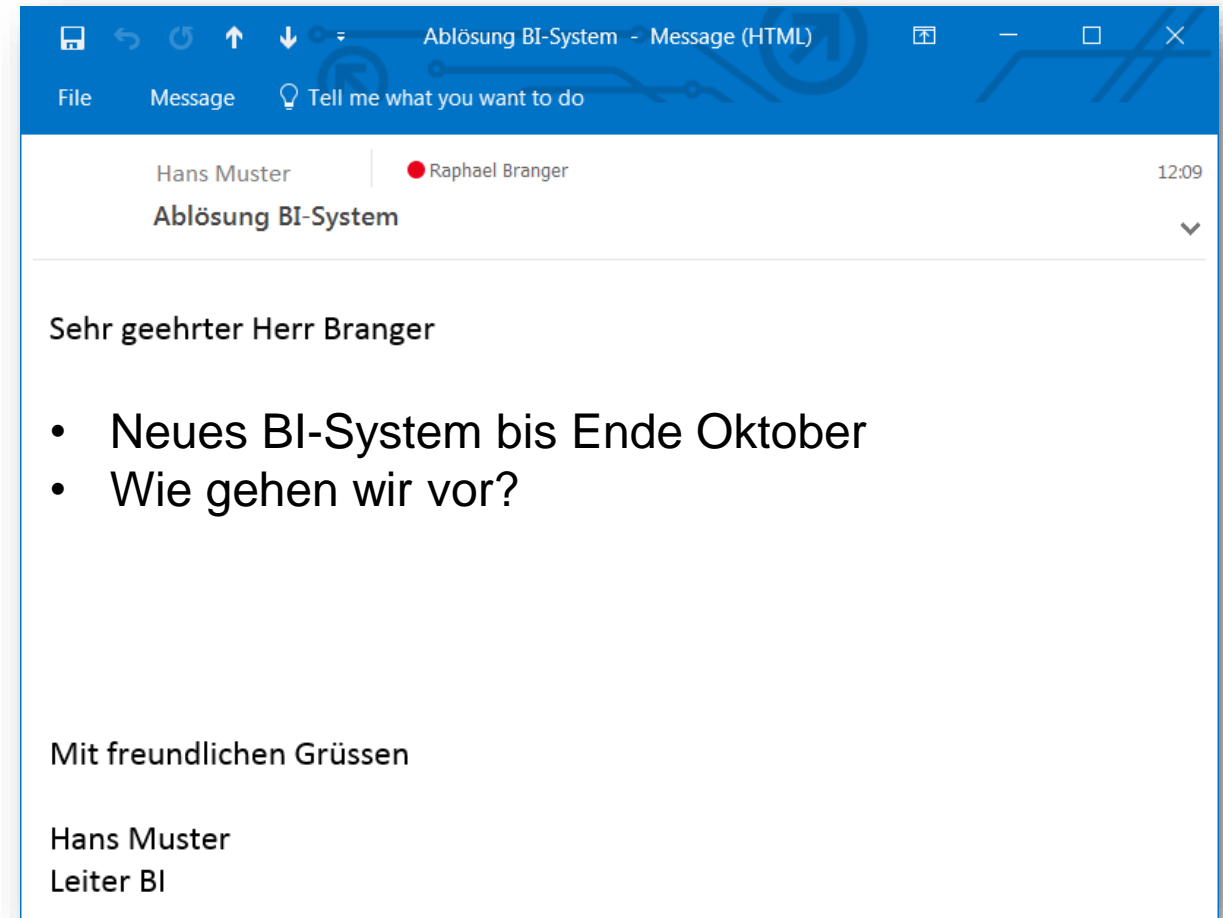 Ablösung BI-System - Message (HTML)
File Message Tell me what you want to do
Hans Muster Raphael Branger 12:09
Ablösung BI-System
Sehr geehrter Herr Branger
• Neues BI-System bis Ende Oktober
• Wie gehen wir vor?
Mit freundlichen Grüssen
Hans Muster
Leiter BI